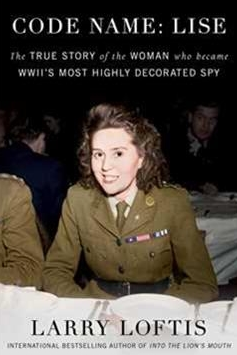 CODE NAME: LISE
The TRUE STORY of the WOMAN who became
WWII'S MOST HIGHLY DECORATED SPY
LARRY LOFTIS
INTERNATIONAL BESTSELLING AUTHOR OF INTO THE LION'S MOUTH